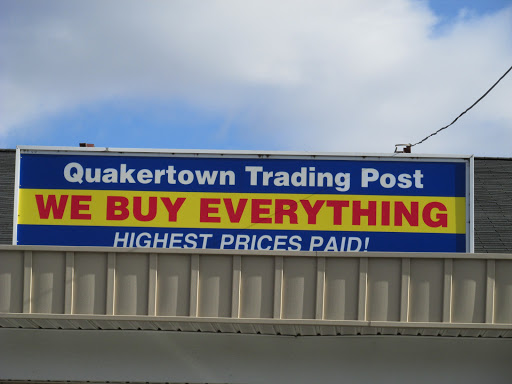 Quakertown Trading Post
WE BUY EVERYTHING
HIGHEST PRICES PAID!